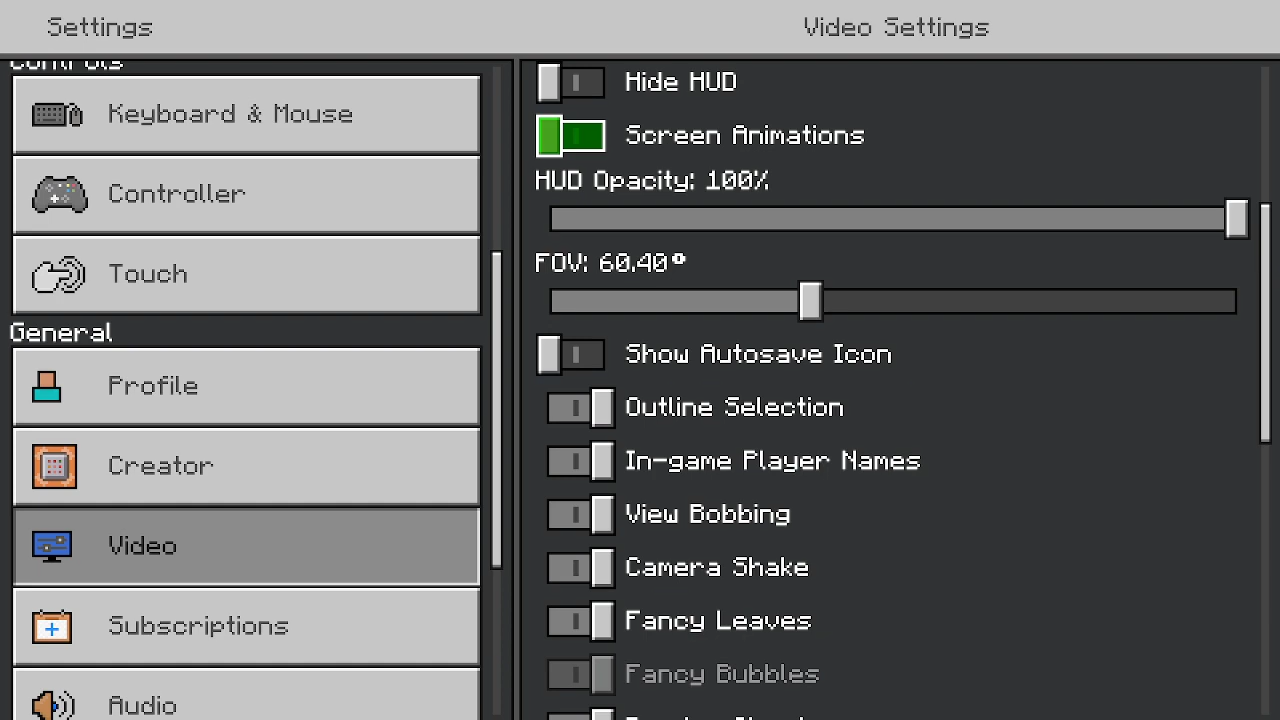 Settings
Video Settings
Controls
Keyboard & Mouse
Controller
Touch
General
Profile
Creator
Video
Subscriptions
Audio
Hide HUD
Screen Animations
HUD Opacity: 100%
FOV: 60.40°
Show Autosave Icon
Outline Selection
In-game Player Names
View Bobbing
Camera Shake
Fancy Leaves
Fancy Bubbles